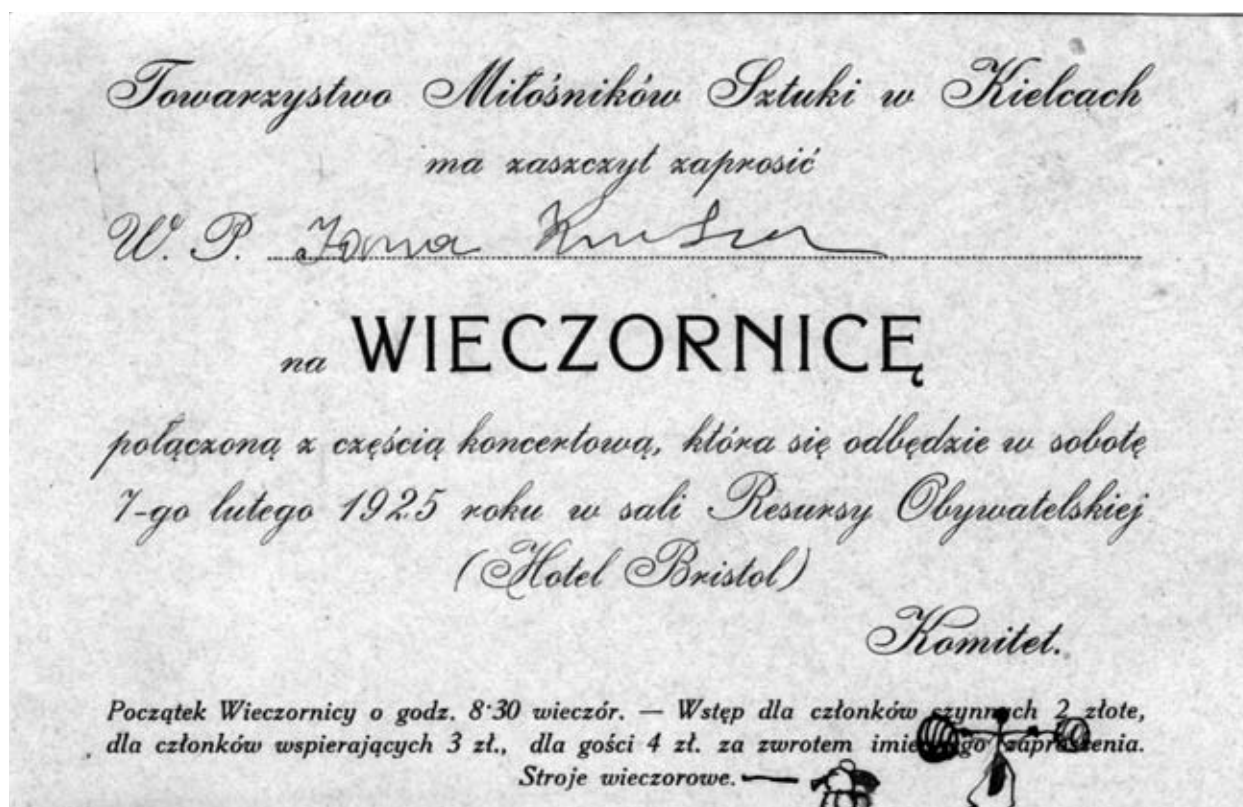 Towarzystwo Miłośników Sztuki w Kielcach
ma zaszczyt zaprosić
W. P.
na WIECZORNICĘ
połączoną z częścią koncertową, która się odbędzie w sobotę
7-go lutego 1925 roku w sali Resursy Obywatelskiej
(Hotel Bristol)
Komitet.
Początek Wieczornicy o godz. 8·30 wieczór. — Wstęp dla członków czynnych 2 złote,
dla członków wspierających 3 zł., dla gości 4 zł. za zwrotem imiennego zaproszenia.
Stroje wieczorowe.